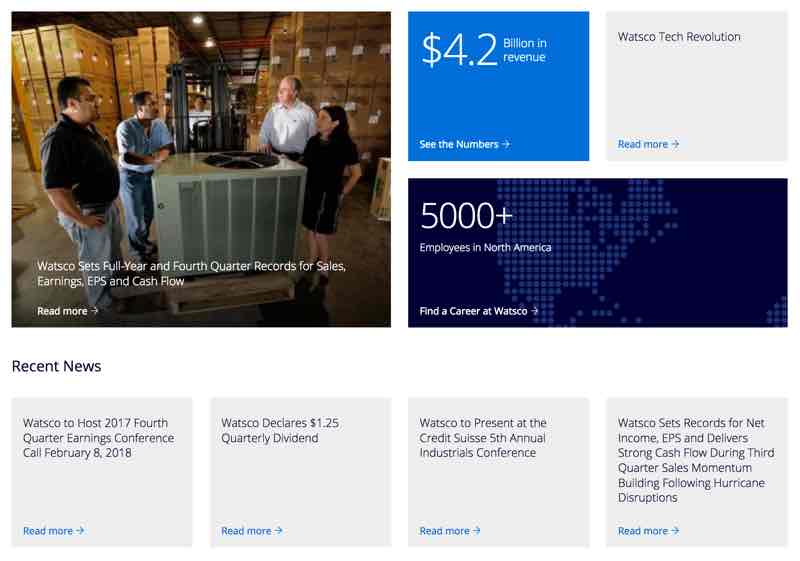 Watsco Sets Full-Year and Fourth Quarter Records for Sales,
Earnings, EPS and Cash Flow
Read more →
$4.2 Billion in
revenue
See the Numbers →
Watsco Tech Revolution
Read more →
5000+
Employees in North America
Find a Career at Watsco →
Recent News
Watsco to Host 2017 Fourth
Quarter Earnings Conference
Call February 8, 2018
Read more →
Watsco Declares $1.25
Quarterly Dividend
Read more →
Watsco to Present at the
Credit Suisse 5th Annual
Industrials Conference
Read more →
Watsco Sets Records for Net
Income, EPS and Delivers
Strong Cash Flow During Third
Quarter Sales Momentum
Building Following Hurricane
Disruptions
Read more →